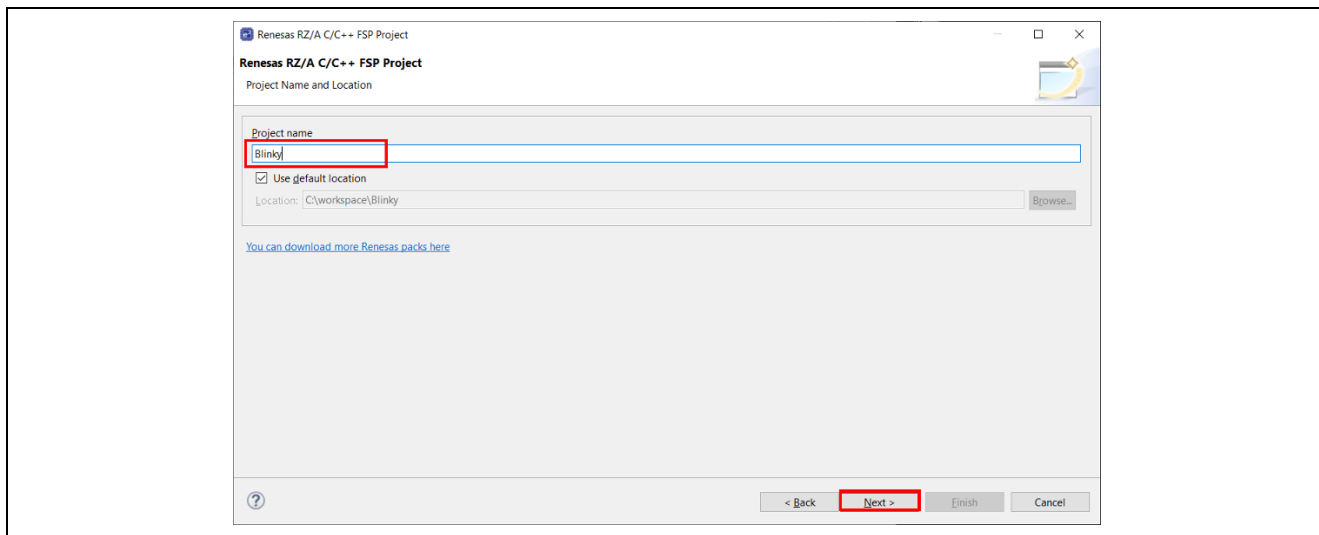 Renesas RZ/A C/C++ FSP Project
Renesas RZ/A C/C++ FSP Project
Project Name and Location
Project name
Blinky
Use default location
Location: C:\workspace\Blinky Browse...
You can download more Renesas packs here
? < Back Next > Finish Cancel